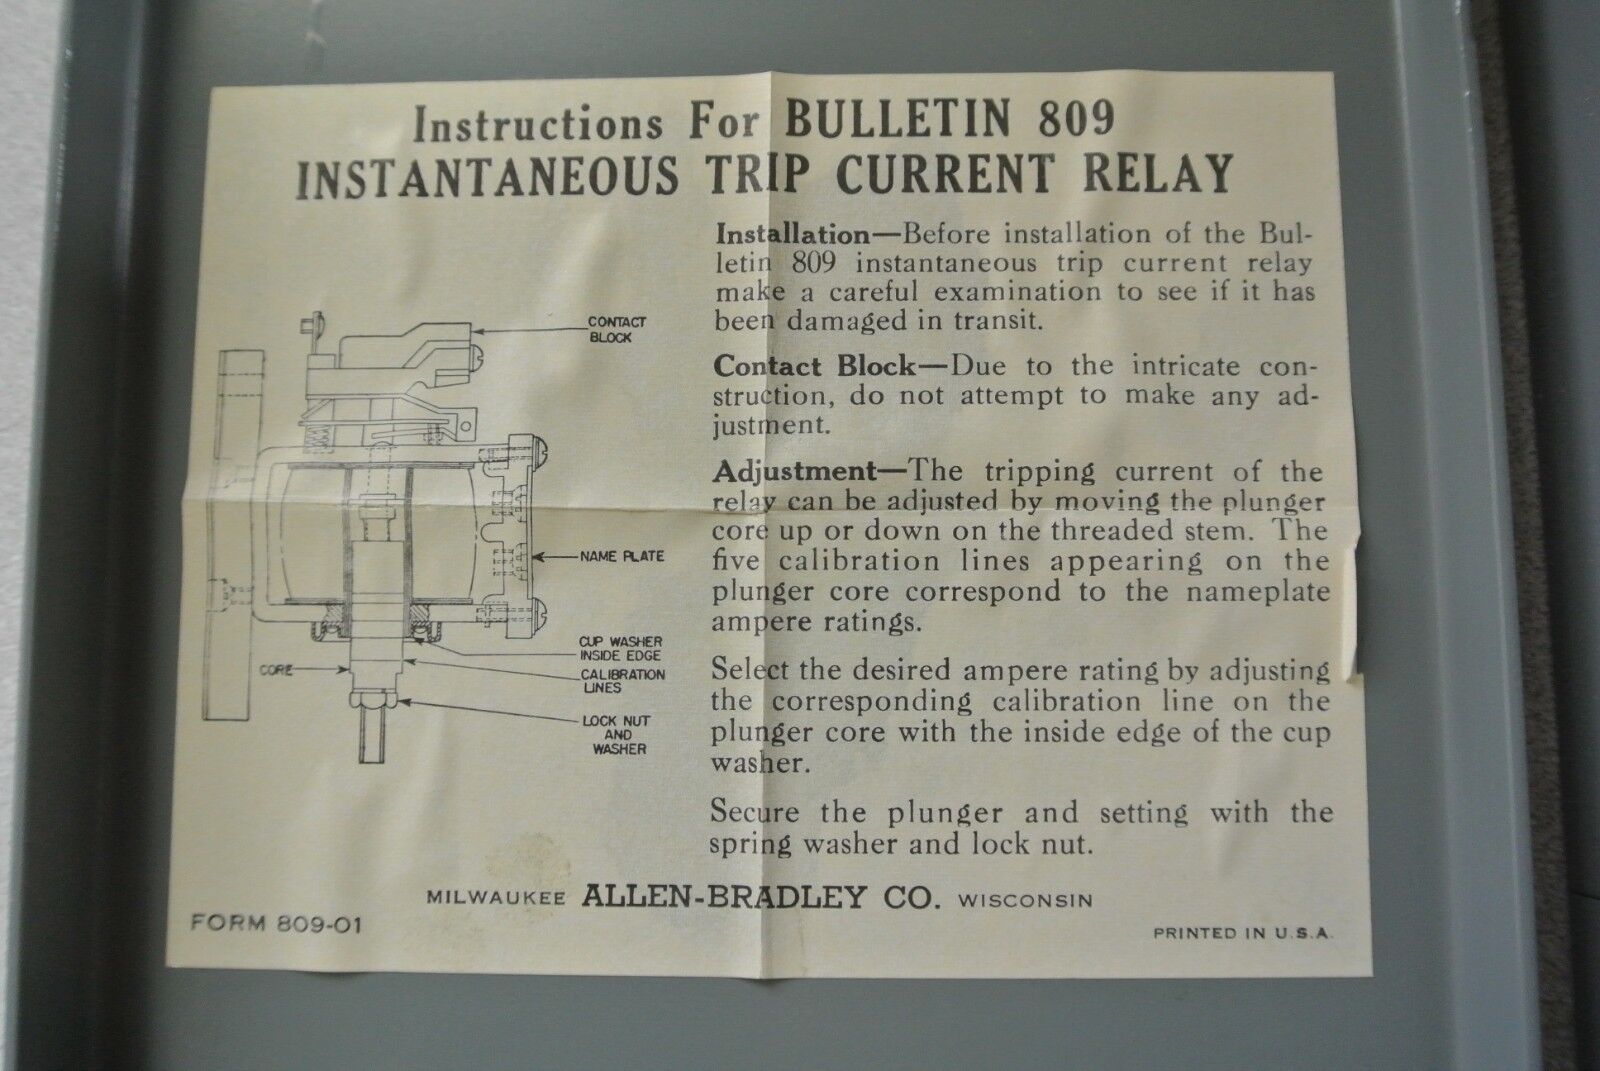 Instructions For BULLETIN 809
INSTANTANEOUS TRIP CURRENT RELAY
Installation—Before installation of the Bul-
letin 809 instantaneous trip current relay
make a careful examination to see if it has
been damaged in transit.
Contact Block—Due to the intricate con-
struction, do not attempt to make any ad-
justment.
Adjustment—The tripping current of the
relay can be adjusted by moving the plunger
core up or down on the threaded stem. The
five calibration lines appearing on the
plunger core correspond to the nameplate
ampere ratings.
Select the desired ampere rating by adjusting
the corresponding calibration line on the
plunger core with the inside edge of the cup
washer.
Secure the plunger and setting with the
spring washer and lock nut.
CONTACT
BLOCK
NAME PLATE
CUP WASHER
INSIDE EDGE
CORE
CALIBRATION
LINES
LOCK NUT
AND
WASHER
MILWAUKEE ALLEN-BRADLEY CO. WISCONSIN
FORM 809-01
PRINTED IN U.S.A.